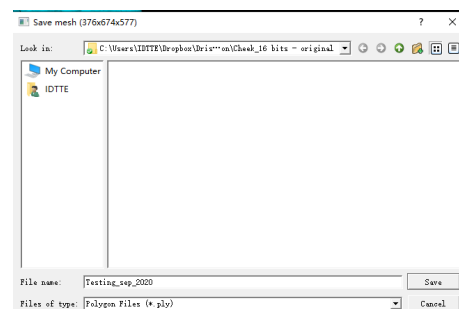 Save mesh (376x674x577) ? ×
Look in: C:\Users\IDTTE\Dropbox\Dris···on\Cheek_16 bits - original
My Computer
IDTTE
File name: Testing_sep_2020 Save
Files of type: Polygon Files (*.ply) Cancel